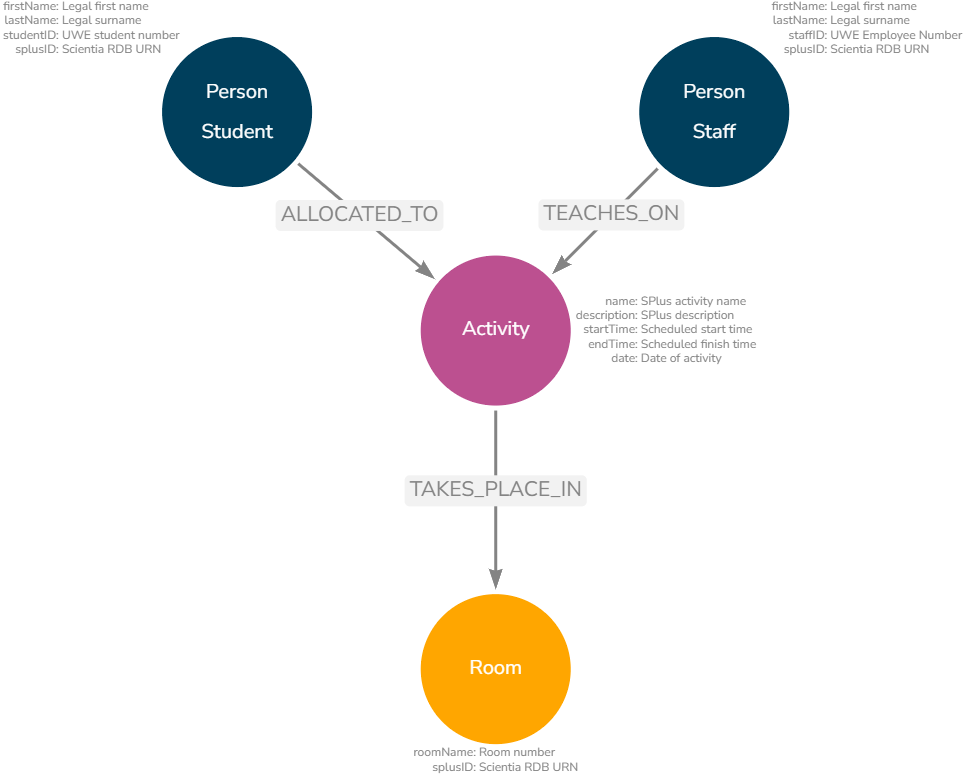 firstName: Legal first name
lastName: Legal surname
studentID: UWE student number
splusID: Scientia RDB URN
firstName: Legal first name
lastName: Legal surname
staffID: UWE Employee Number
splusID: Scientia RDB URN
Person
Student
Person
Staff
ALLOCATED_TO
TEACHES_ON
Activity
name: SPlus activity name
description: SPlus description
startTime: Scheduled start time
endTime: Scheduled finish time
date: Date of activity
TAKES_PLACE_IN
Room
roomName: Room number
splusID: Scientia RDB URN